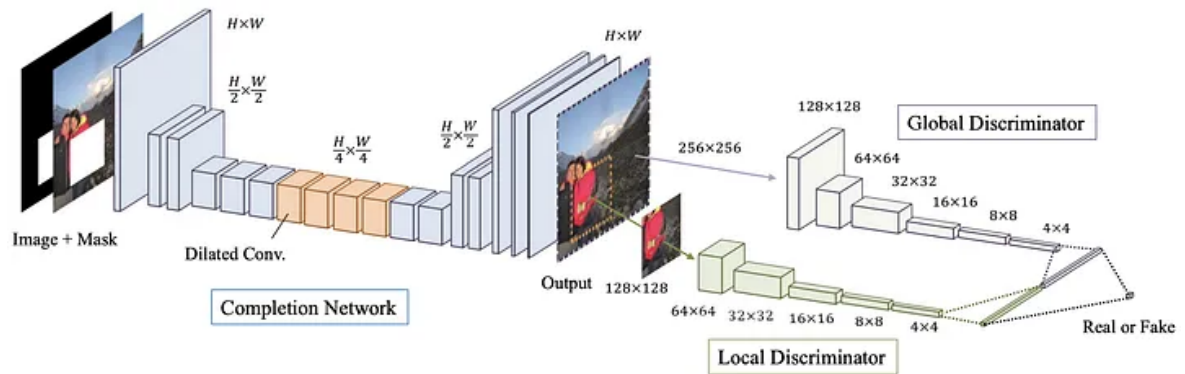 H×W
H/2×W/2
H/4×W/4
H/2×W/2
H×W
Image + Mask
Dilated Conv.
Completion Network
Output
128×128
256×256
128×128
64×64
32×32
16×16
8×8
4×4
Global Discriminator
64×64
32×32
16×16
8×8
4×4
Local Discriminator
Real or Fake